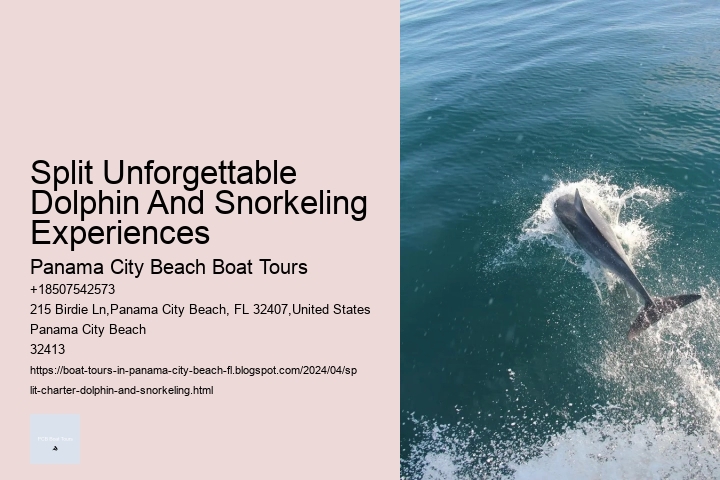 Split Unforgettable
Dolphin And Snorkeling
Experiences
Panama City Beach Boat Tours
+18507542573
215 Birdie Ln,Panama City Beach, FL 32407,United States
Panama City Beach
32413
https://boat-tours-in-panama-city-beach-fl.blogspot.com/2024/04/sp
lit-charter-dolphin-and-snorkeling.html